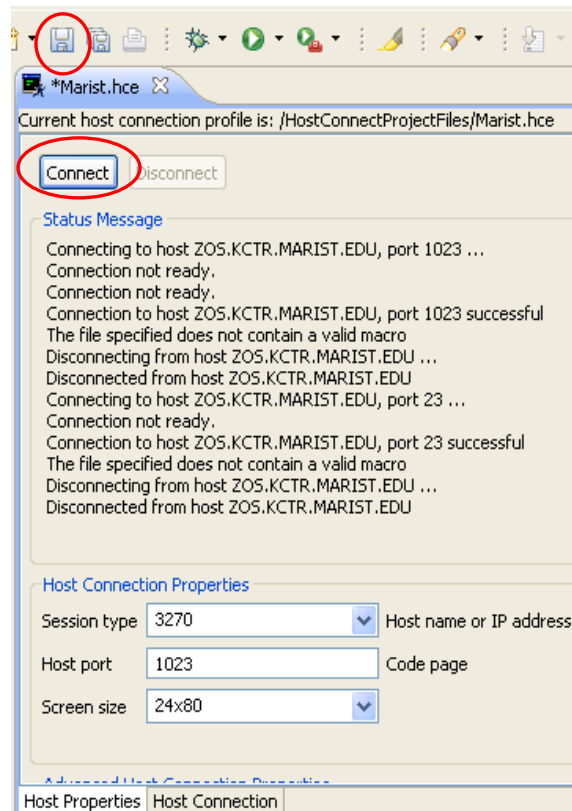 *Marist.hce
Current host connection profile is: /HostConnectProjectFiles/Marist.hce
Connect Disconnect
Status Message
Connecting to host ZOS.KCTR.MARIST.EDU, port 1023 ...
Connection not ready.
Connection not ready.
Connection to host ZOS.KCTR.MARIST.EDU, port 1023 successful
The file specified does not contain a valid macro
Disconnecting from host ZOS.KCTR.MARIST.EDU ...
Disconnected from host ZOS.KCTR.MARIST.EDU
Connecting to host ZOS.KCTR.MARIST.EDU, port 23 ...
Connection not ready.
Connection to host ZOS.KCTR.MARIST.EDU, port 23 successful
The file specified does not contain a valid macro
Disconnecting from host ZOS.KCTR.MARIST.EDU ...
Disconnected from host ZOS.KCTR.MARIST.EDU
Host Connection Properties
Session type 3270 Host name or IP address
Host port 1023 Code page
Screen size 24x80
Advanced Host Connection Properties
Host Properties Host Connection